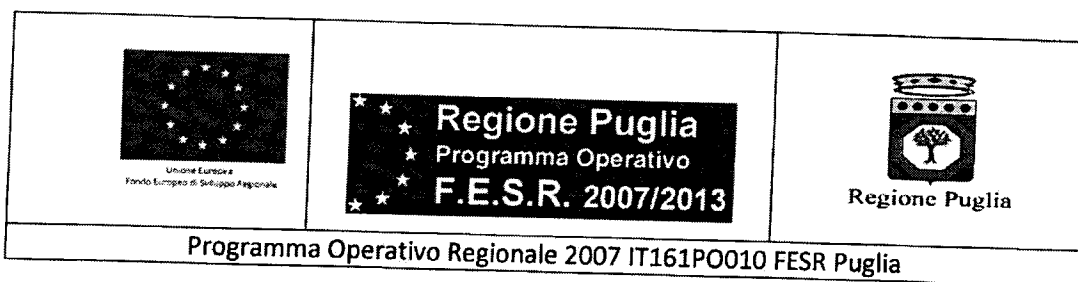 Unione Europea
Fondo Europeo di Sviluppo Regionale
Regione Puglia
Programma Operativo
F.E.S.R. 2007/2013
Regione Puglia
Programma Operativo Regionale 2007 IT161PO010 FESR Puglia